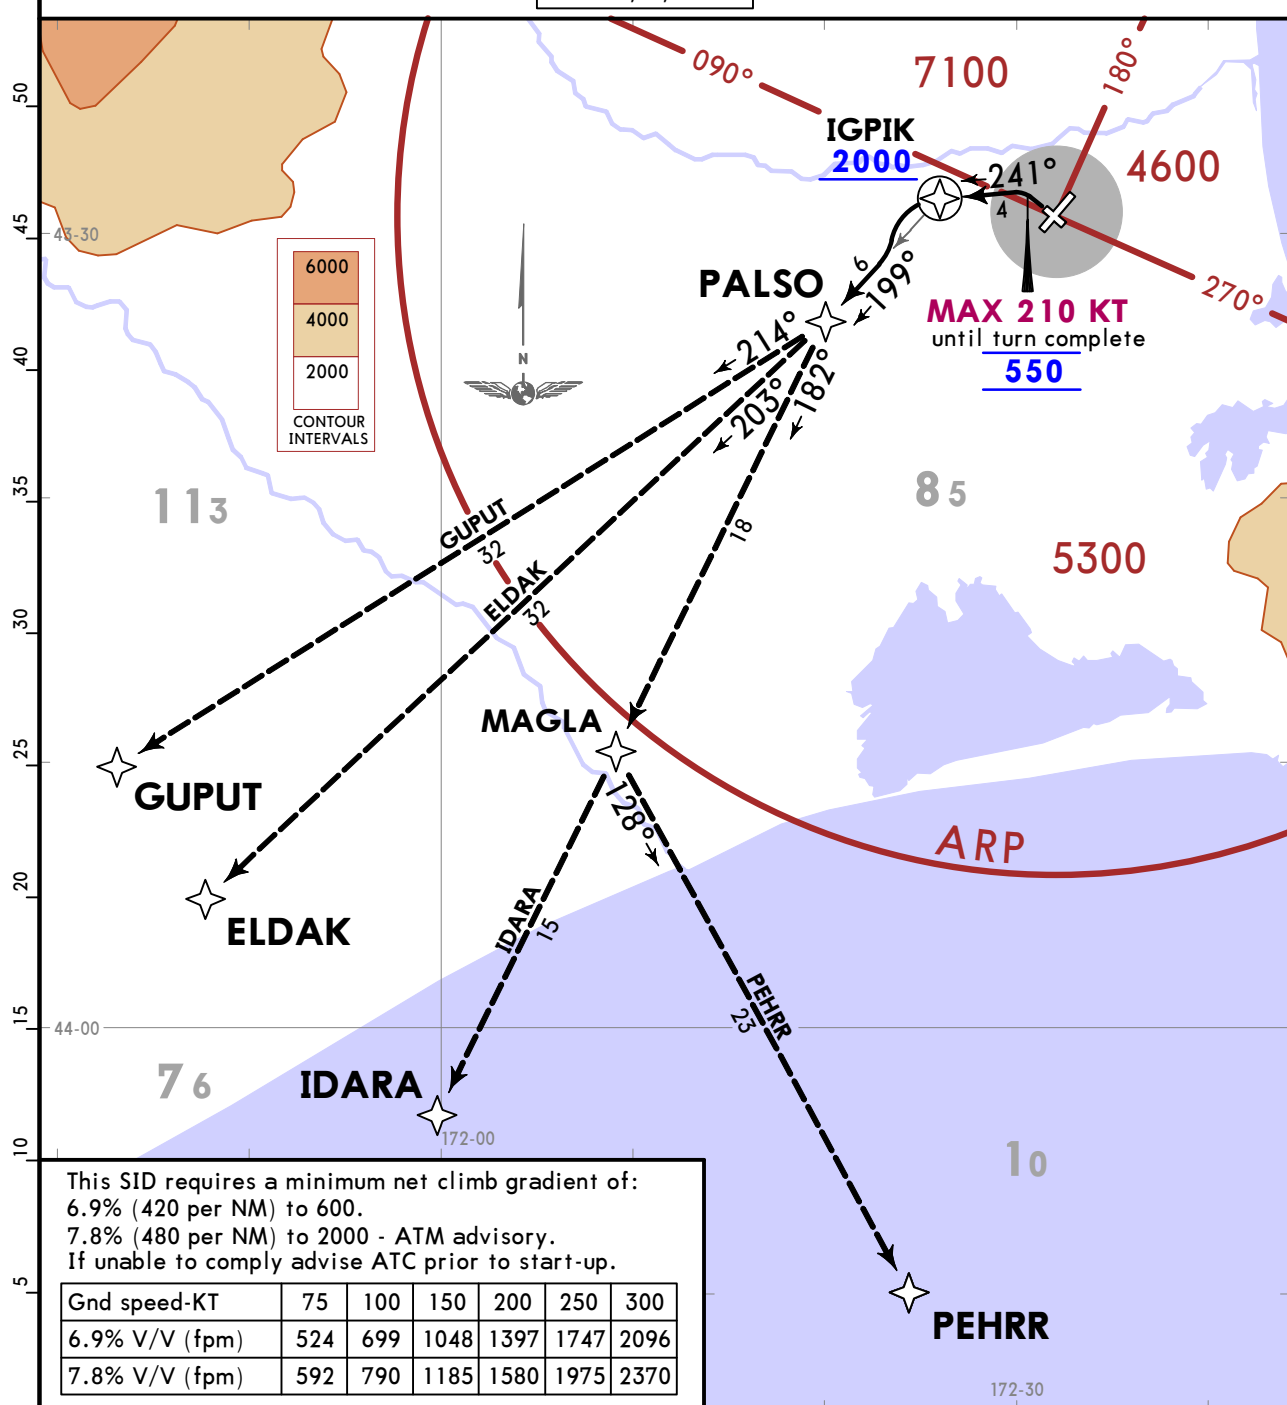 50
090°
7100
180°
IGPIK
2000
241°
4
4600
45
43-30
6000
4000
2000
CONTOUR
INTERVALS
N
PALSO
6
199°
270°
MAX 210 KT
until turn complete
550
40
214°
203°
182°
35
113
85
GUPUT
32
18
5300
ELDAK
32
30
MAGLA
25
GUPUT
128°
ARP
20
ELDAK
IDARA
15
PEHRR
23
15
44-00
76
IDARA
172-00
10
10
This SID requires a minimum net climb gradient of:
6.9% (420 per NM) to 600.
7.8% (480 per NM) to 2000 - ATM advisory.
If unable to comply advise ATC prior to start-up.
5
Gnd speed-KT 75 100 150 200 250 300
6.9% V/V (fpm) 524 699 1048 1397 1747 2096
7.8% V/V (fpm) 592 790 1185 1580 1975 2370
PEHRR
172-30